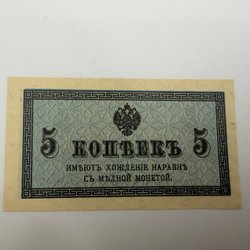 5 КОПѢЕКЪ 5
ИМѢЮТЪ ХОЖДЕНІЕ НАРАВНѢ
СЪ МѢДНОЙ МОНЕТОЙ.